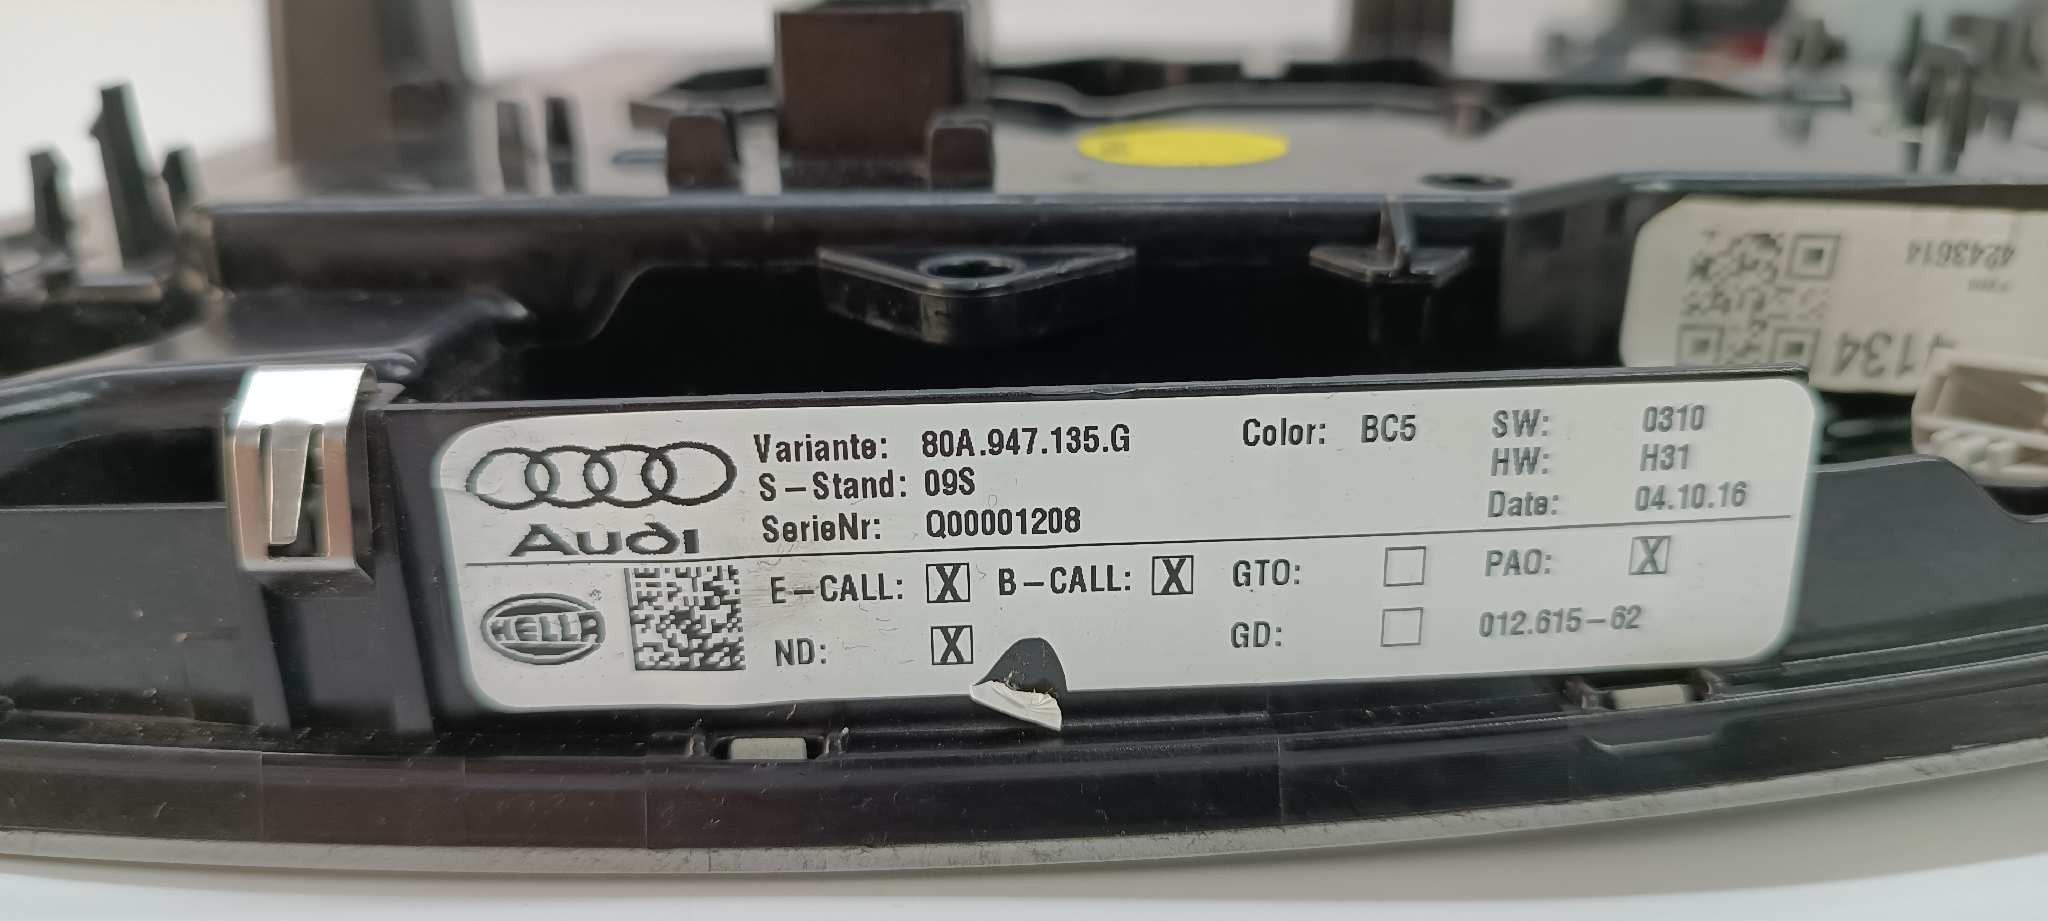 Variante: 80A.947.135.G Color: BC5 SW: 0310
S-Stand: 09S HW: H31
SerieNr: Q00001208 Date: 04.10.16
Audi
E-CALL: X B-CALL: X GTO: PAO: X
HELLA
ND: X GD: 012.615-62
4243614
4134